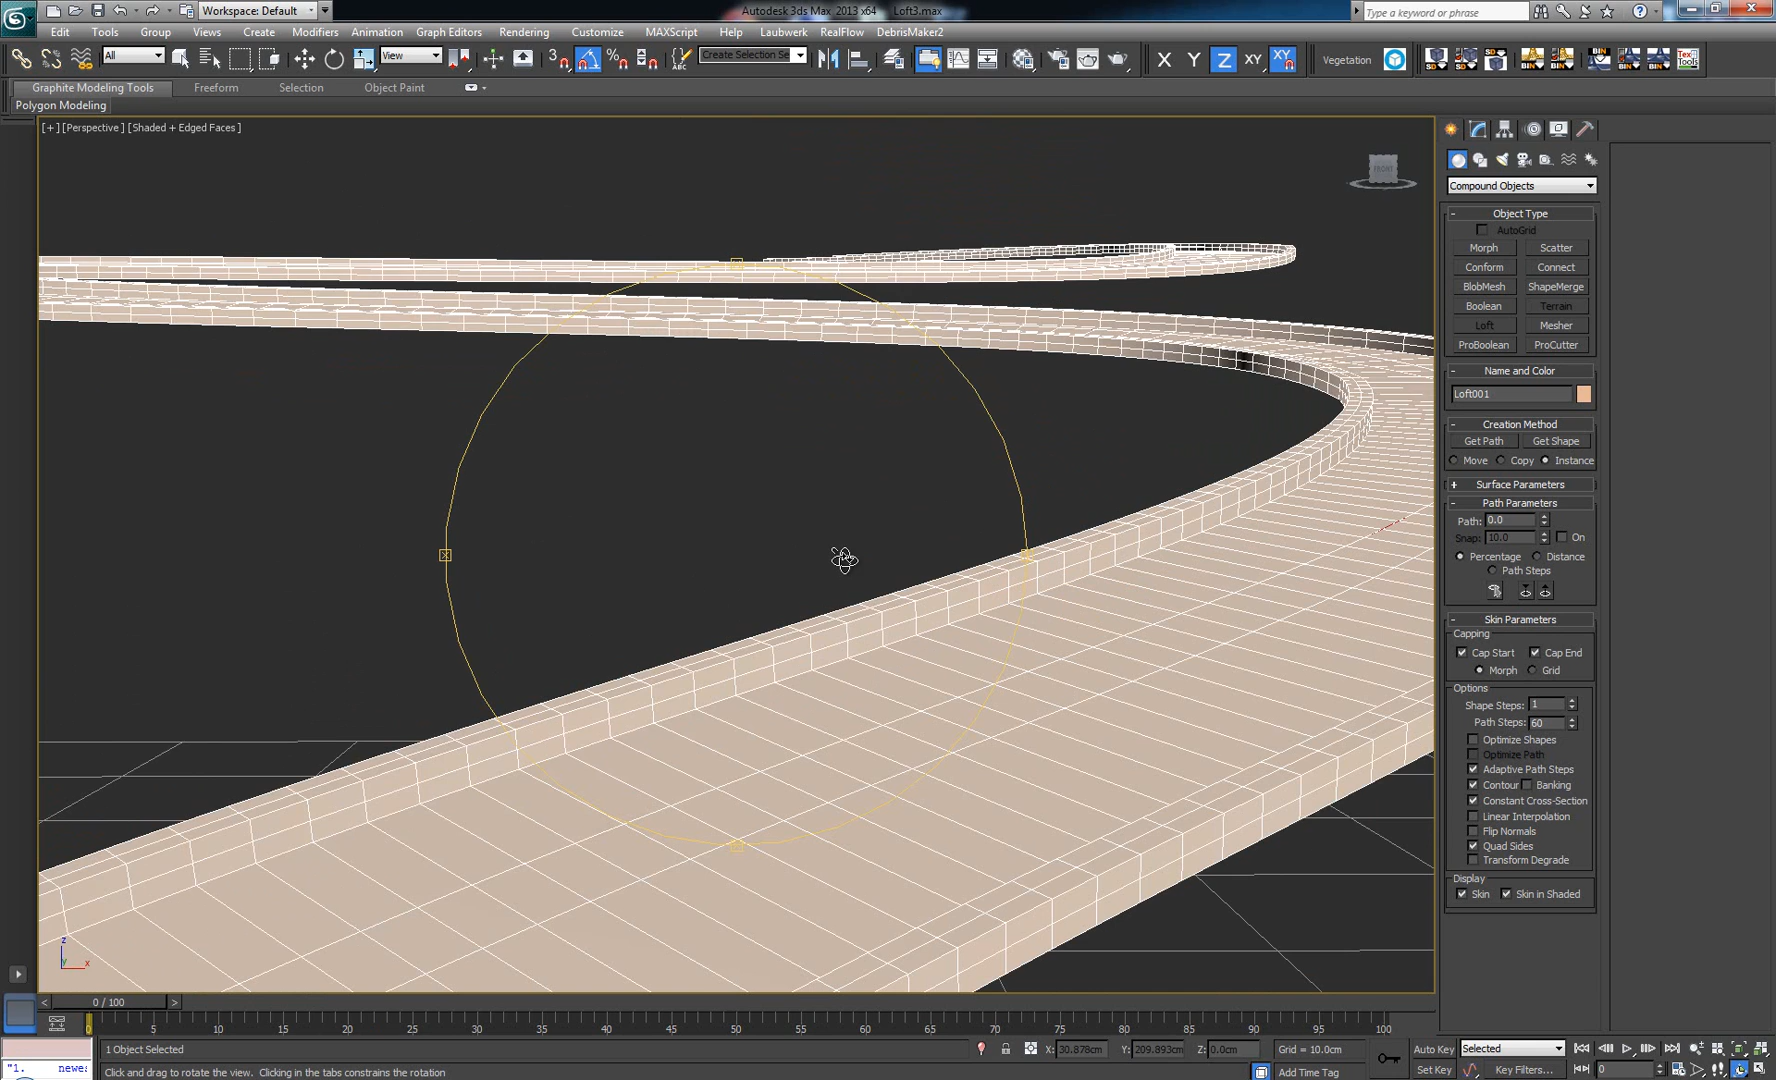 Workspace: Default
Autodesk 3ds Max 2013 x64 Loft3.max
Type a keyword or phrase
Edit Tools Group Views Create Modifiers Animation Graph Editors Rendering Customize MAXScript Help Laubwerk RealFlow DebrisMaker2
All View Create Selection Se X Y Z XY XY Vegetation
Graphite Modeling Tools Freeform Selection Object Paint
Polygon Modeling
[+] [Perspective] [Shaded + Edged Faces]
FRONT
Compound Objects
- Object Type
AutoGrid
Morph Scatter
Conform Connect
BlobMesh ShapeMerge
Boolean Terrain
Loft Mesher
ProBoolean ProCutter
- Name and Color
Loft001
- Creation Method
Get Path Get Shape
Move Copy Instance
+ Surface Parameters
- Path Parameters
Path: 0.0
Snap: 10.0 On
Percentage Distance
Path Steps
- Skin Parameters
Capping
Cap Start Cap End
Morph Grid
Options
Shape Steps: 1
Path Steps: 60
Optimize Shapes
Optimize Path
Adaptive Path Steps
Contour Banking
Constant Cross-Section
Linear Interpolation
Flip Normals
Quad Sides
Transform Degrade
Display
Skin Skin in Shaded
z
y x
< 0 / 100 >
0 5 10 15 20 25 30 35 40 45 50 55 60 65 70 75 80 85 90 95 100
1 Object Selected X: 30.878cm Y: 209.893cm Z: 0.0cm Grid = 10.0cm Auto Key Selected
"1. newe: Click and drag to rotate the view. Clicking in the tabs constrains the rotation Add Time Tag Set Key Key Filters... 0